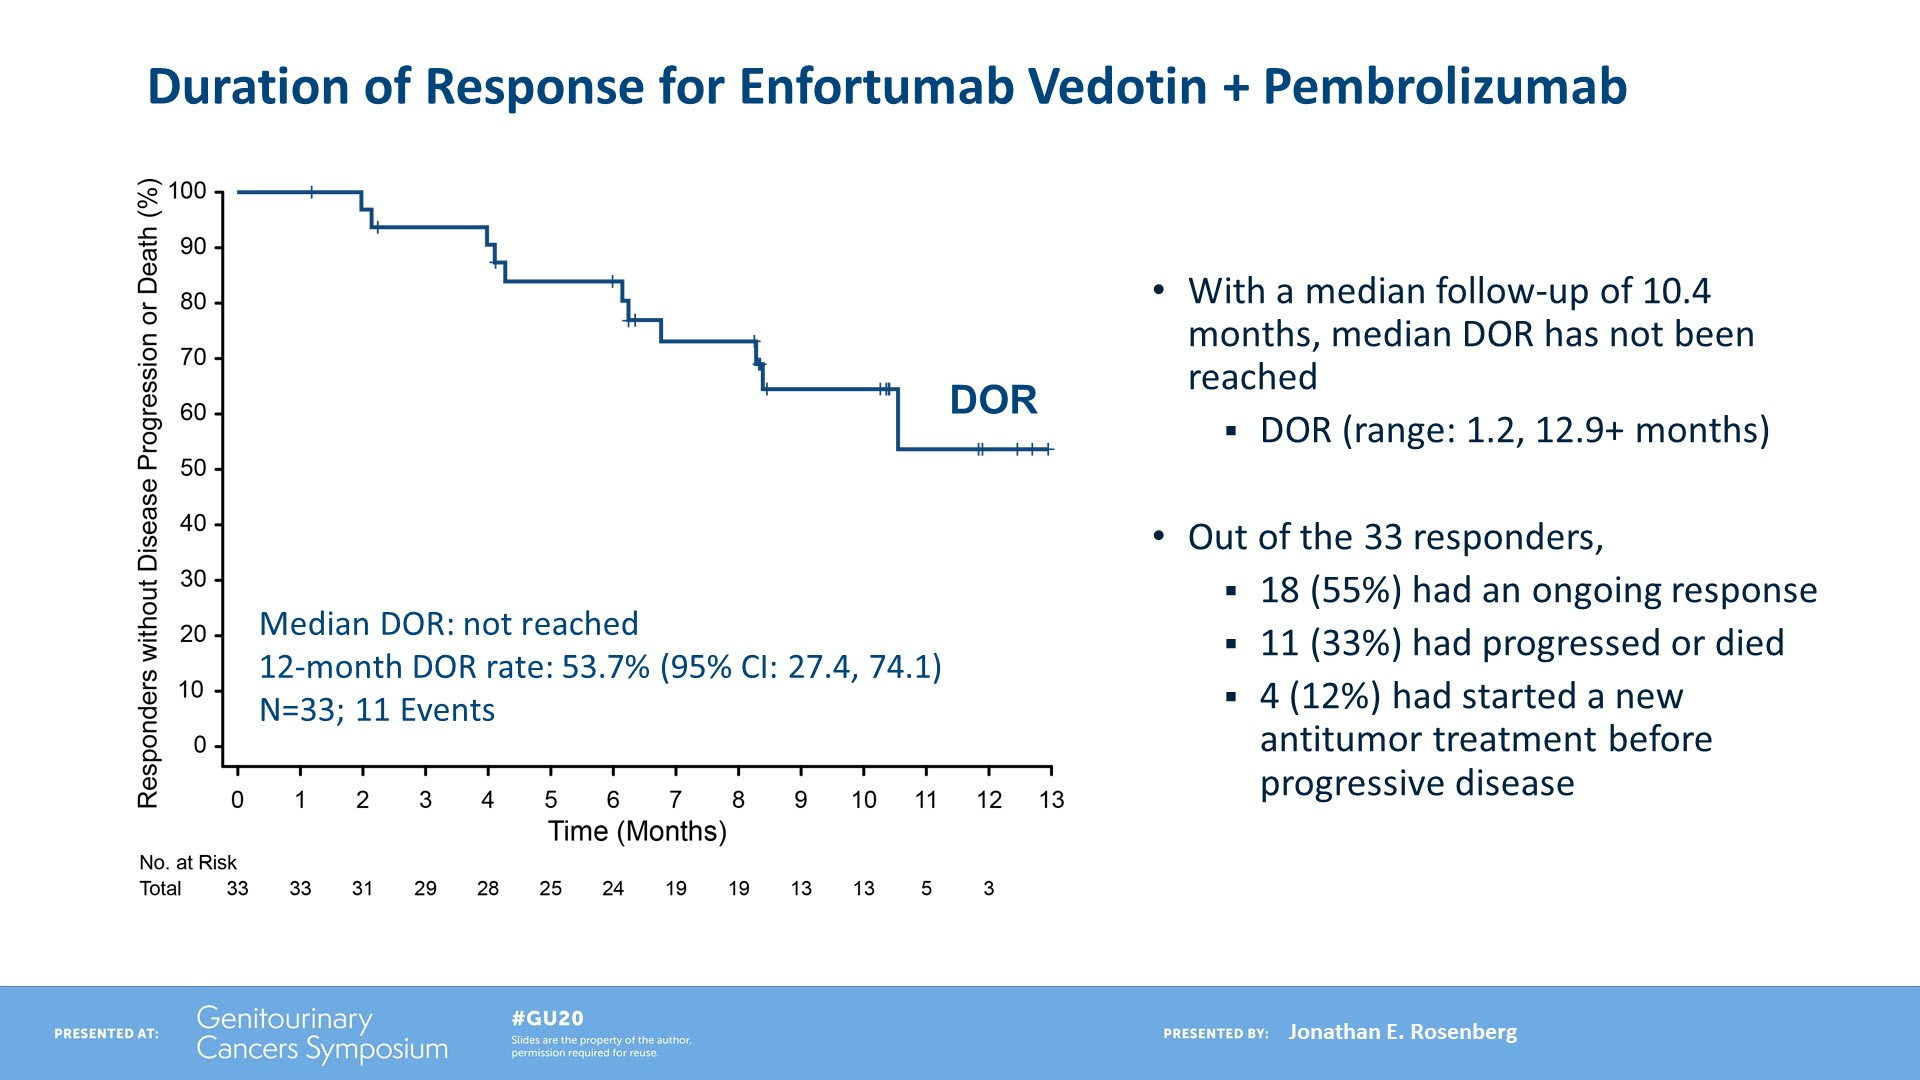 Duration of Response for Enfortumab Vedotin + Pembrolizumab
Responders without Disease Progression or Death (%)
100
90
80
70
60
50
40
30
20
10
0
DOR
Median DOR: not reached
12-month DOR rate: 53.7% (95% CI: 27.4, 74.1)
N=33; 11 Events
0 1 2 3 4 5 6 7 8 9 10 11 12 13
Time (Months)
No. at Risk
Total 33 33 31 29 28 25 24 19 19 13 13 5 3
• With a median follow-up of 10.4
months, median DOR has not been
reached
▪ DOR (range: 1.2, 12.9+ months)
• Out of the 33 responders,
▪ 18 (55%) had an ongoing response
▪ 11 (33%) had progressed or died
▪ 4 (12%) had started a new
antitumor treatment before
progressive disease
PRESENTED AT:
Genitourinary
Cancers Symposium
#GU20
Slides are the property of the author,
permission required for reuse.
PRESENTED BY: Jonathan E. Rosenberg